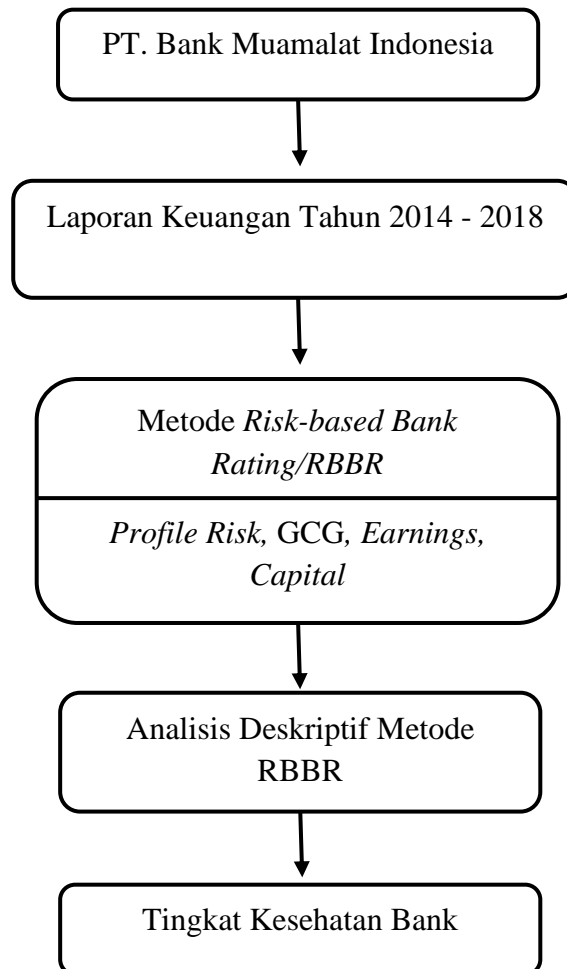 PT. Bank Muamalat Indonesia
Laporan Keuangan Tahun 2014 - 2018
Metode Risk-based Bank
Rating/RBBR
Profile Risk, GCG, Earnings,
Capital
Analisis Deskriptif Metode
RBBR
Tingkat Kesehatan Bank